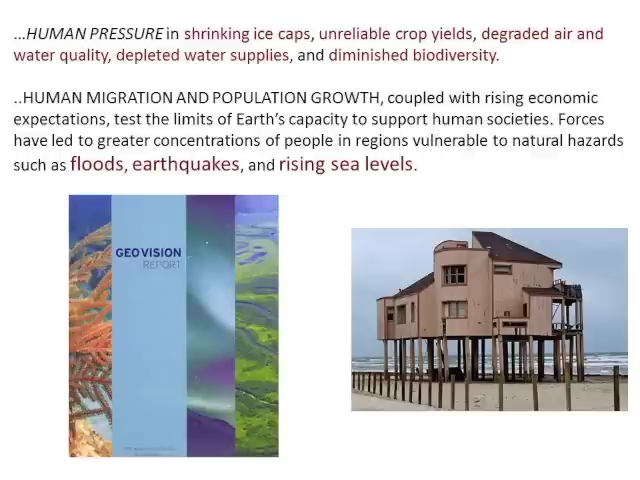 ...HUMAN PRESSURE in shrinking ice caps, unreliable crop yields, degraded air and
water quality, depleted water supplies, and diminished biodiversity.
..HUMAN MIGRATION AND POPULATION GROWTH, coupled with rising economic
expectations, test the limits of Earth's capacity to support human societies. Forces
have led to greater concentrations of people in regions vulnerable to natural hazards
such as floods, earthquakes, and rising sea levels.
GEOVISION
REPORT